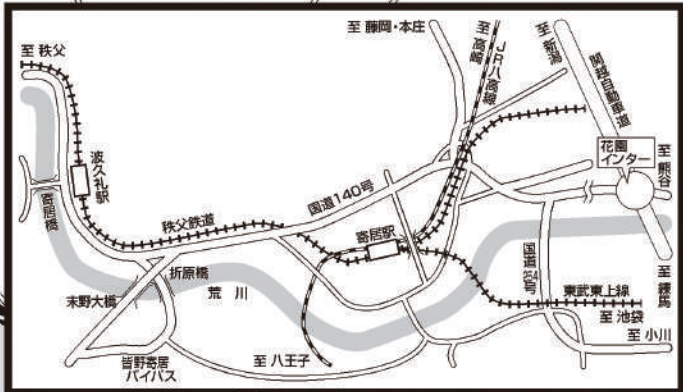 至 秩父
至 藤岡・本庄
至 高崎
JR八高線
至 新潟
関越自動車道
花園
インター
至 熊谷
波久礼駅
寄居橋
国道140号
秩父鉄道
寄居駅
折原橋
末野大橋
荒川
国道254号
東武東上線
至 池袋
至 練馬
至 小川
至 八王子
皆野寄居
バイパス